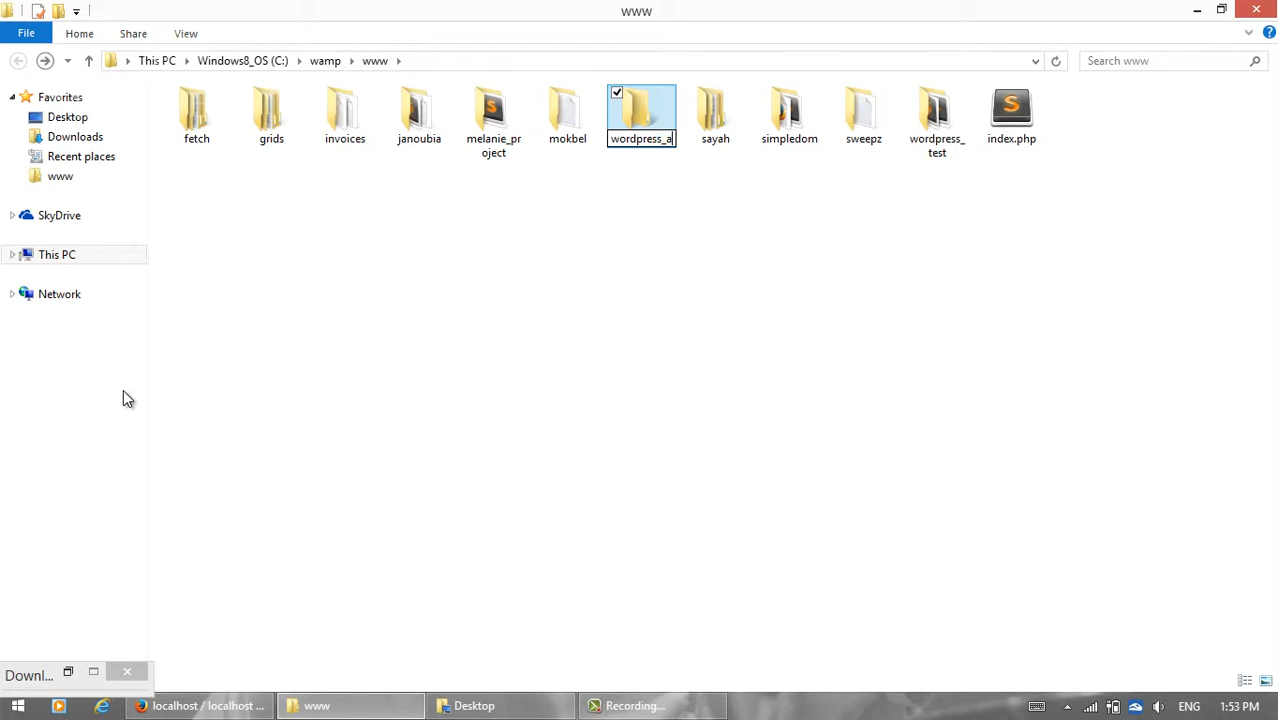 www
File
Home
Share
View
This PC
Windows8_OS (C:)
wamp
www
Search www
Favorites
Desktop
Downloads
Recent places
www
SkyDrive
This PC
Network
fetch
grids
invoices
janoubia
melanie_pr
oject
mokbel
wordpress_a
sayah
simpledom
sweepz
wordpress_
test
index.php
S
Downl...
localhost / localhost ...
www
Desktop
Recording...
ENG
1:53 PM